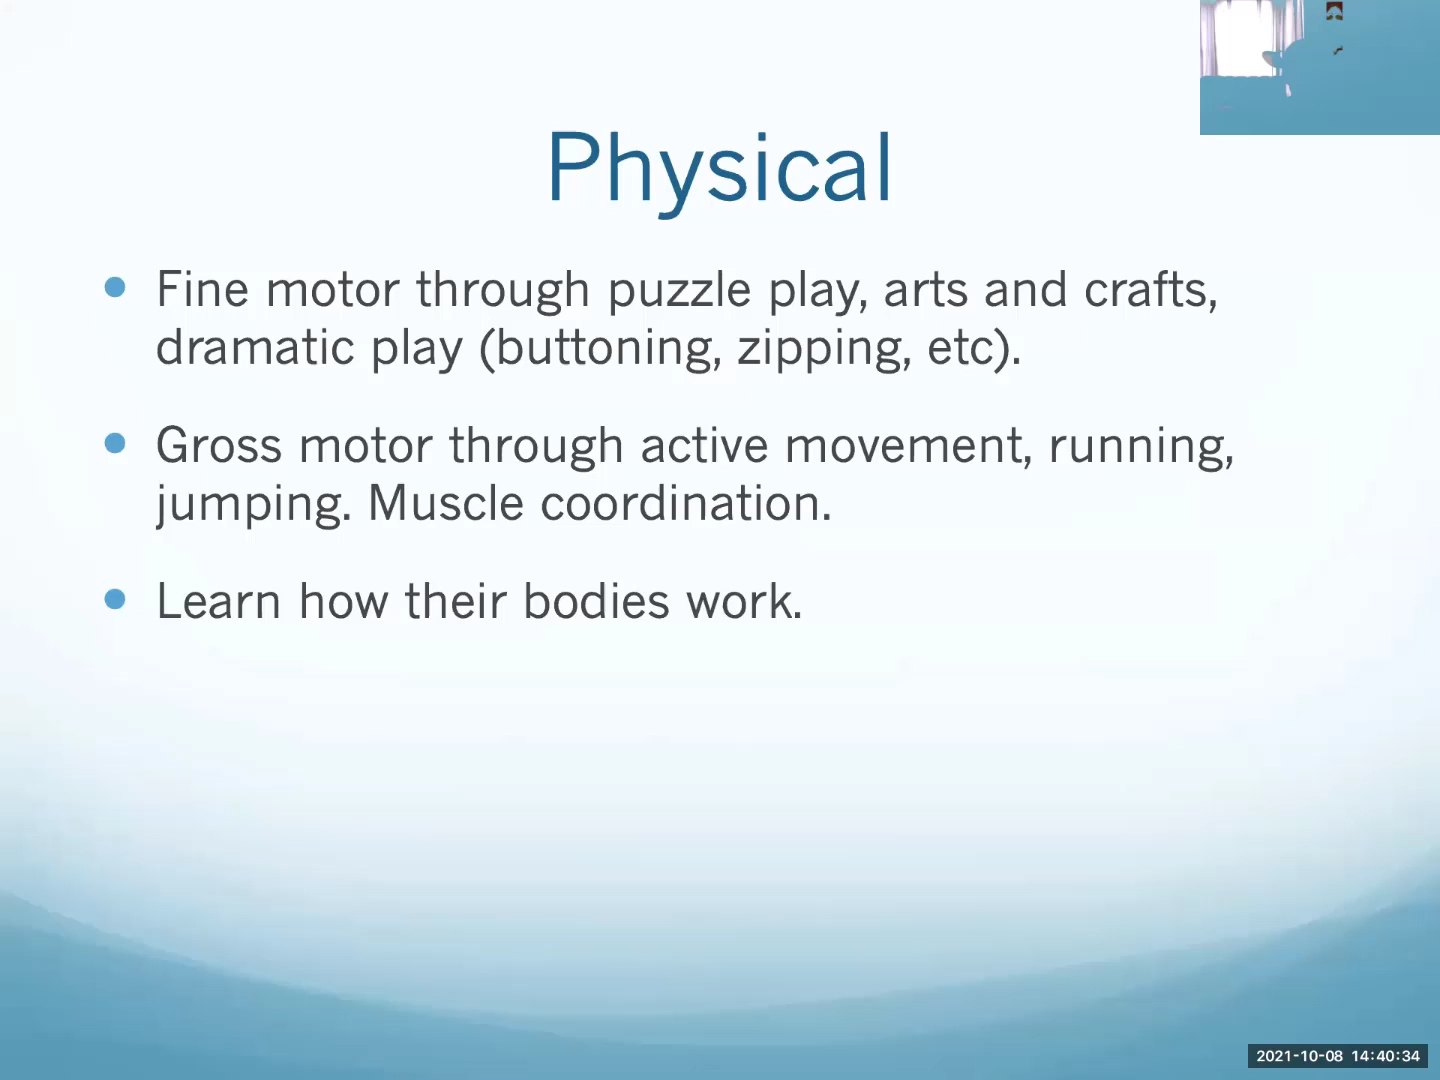 Physical
Fine motor through puzzle play, arts and crafts,
dramatic play (buttoning, zipping, etc).
Gross motor through active movement, running,
jumping. Muscle coordination.
Learn how their bodies work.
2021-10-08 14:40:34